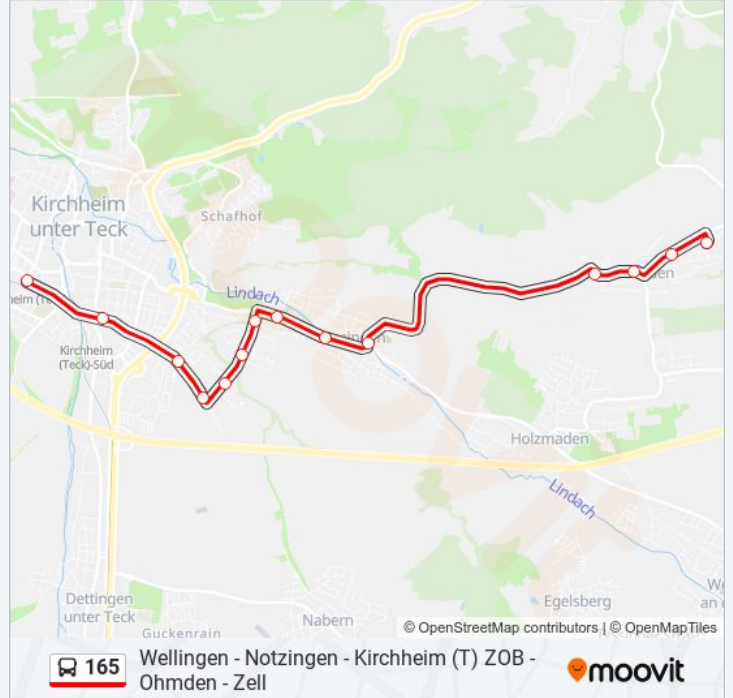 Kirchheim
unter Teck
Schafhof
Lindach
Kirchheim
(Teck)-Süd
Holzmaden
Lindach
Dettingen
unter Teck
Egelsberg
Nabern
Guckenrain
© OpenStreetMap contributors | © OpenMapTiles
165
Wellingen - Notzingen - Kirchheim (T) ZOB -
Ohmden - Zell
moovit